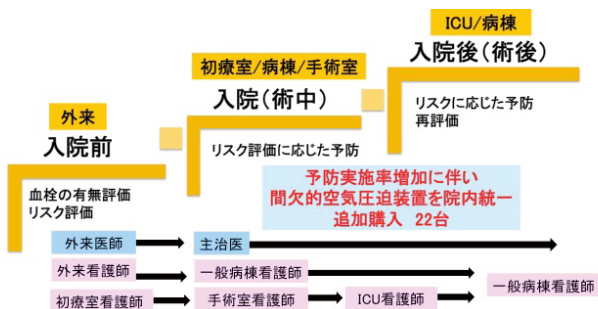 外来
入院前
血栓の有無評価
リスク評価
初療室/病棟/手術室
入院(術中)
リスク評価に応じた予防
ICU/病棟
入院後(術後)
リスクに応じた予防
再評価
予防実施率増加に伴い
間欠的空気圧迫装置を院内統一
追加購入 22台
外来医師
主治医
外来看護師
一般病棟看護師
初療室看護師
手術室看護師
ICU看護師
一般病棟看護師